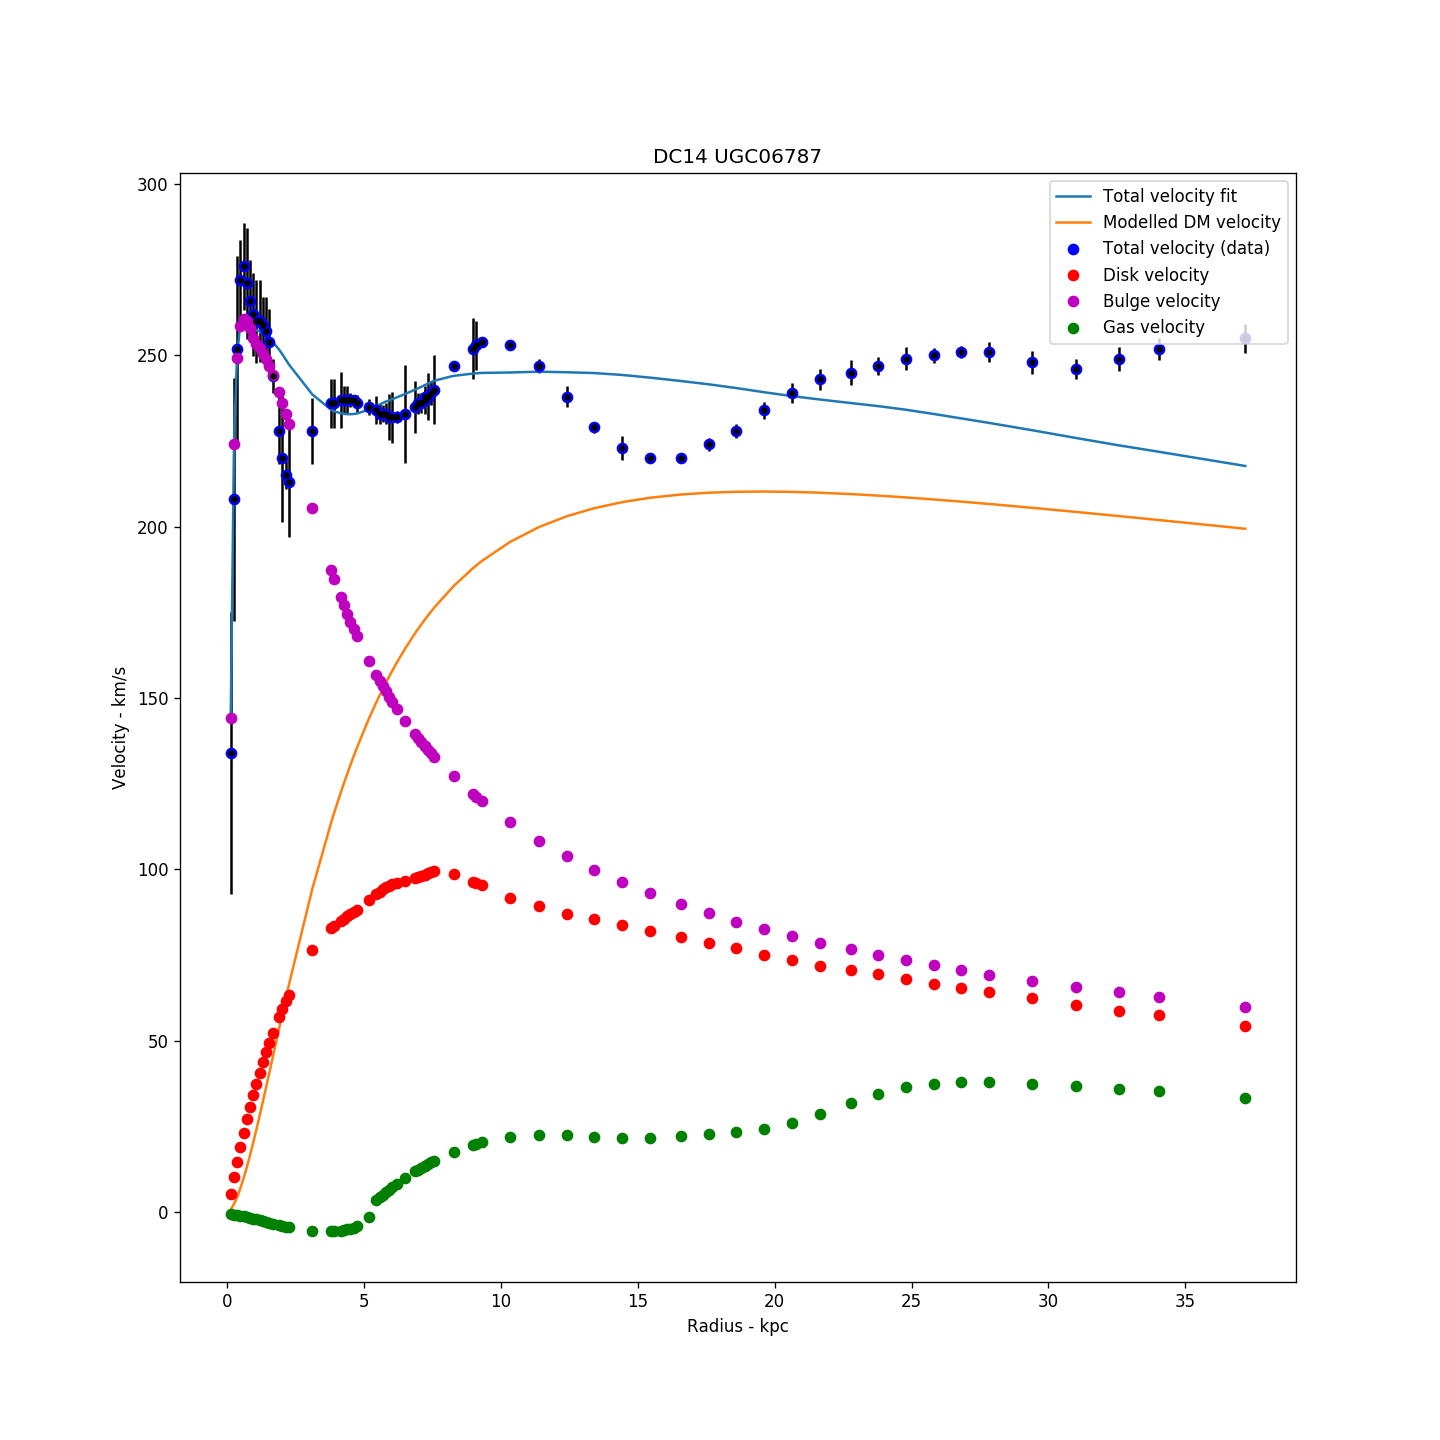 DC14 UGC06787
300
250
200
150
100
50
0
Velocity - km/s
Total velocity fit
Modelled DM velocity
Total velocity (data)
Disk velocity
Bulge velocity
Gas velocity
0 5 10 15 20 25 30 35
Radius - kpc